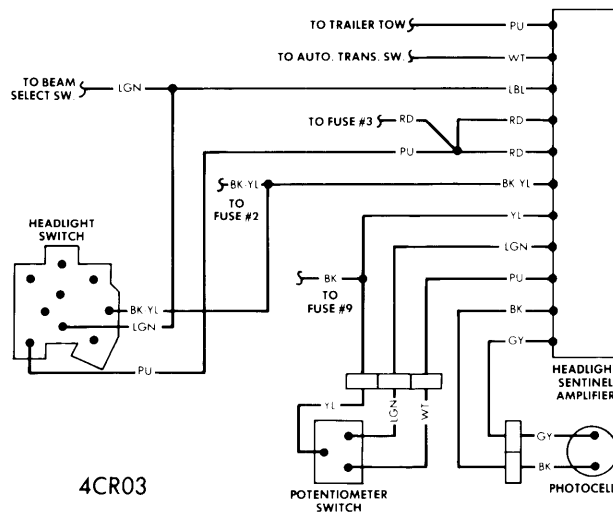 TO TRAILER TOW PU
TO AUTO. TRANS. SW. WT
TO BEAM
SELECT SW. LGN LBL
TO FUSE #3 RD RD
PU RD
BK-YL BK-YL
TO
FUSE #2
YL
HEADLIGHT
SWITCH
LGN
BK PU
TO
FUSE #9
BK-YL BK
LGN
GY
PU
HEADLIGH
SENTINEL
AMPLIFIER
YL LGN WT
GY
BK
4CR03
POTENTIOMETER
SWITCH
PHOTOCELL